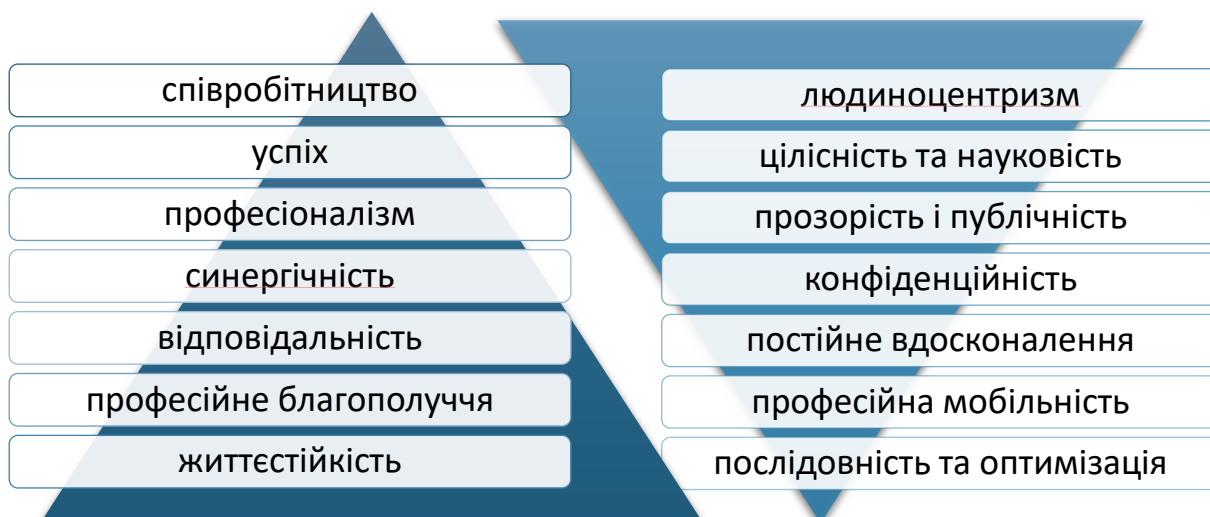 співробітництво
успіх
професіоналізм
синергічність
відповідальність
професійне благополуччя
життєстійкість
людиноцентризм
цілісність та науковість
прозорість і публічність
конфіденційність
постійне вдосконалення
професійна мобільність
послідовність та оптимізація